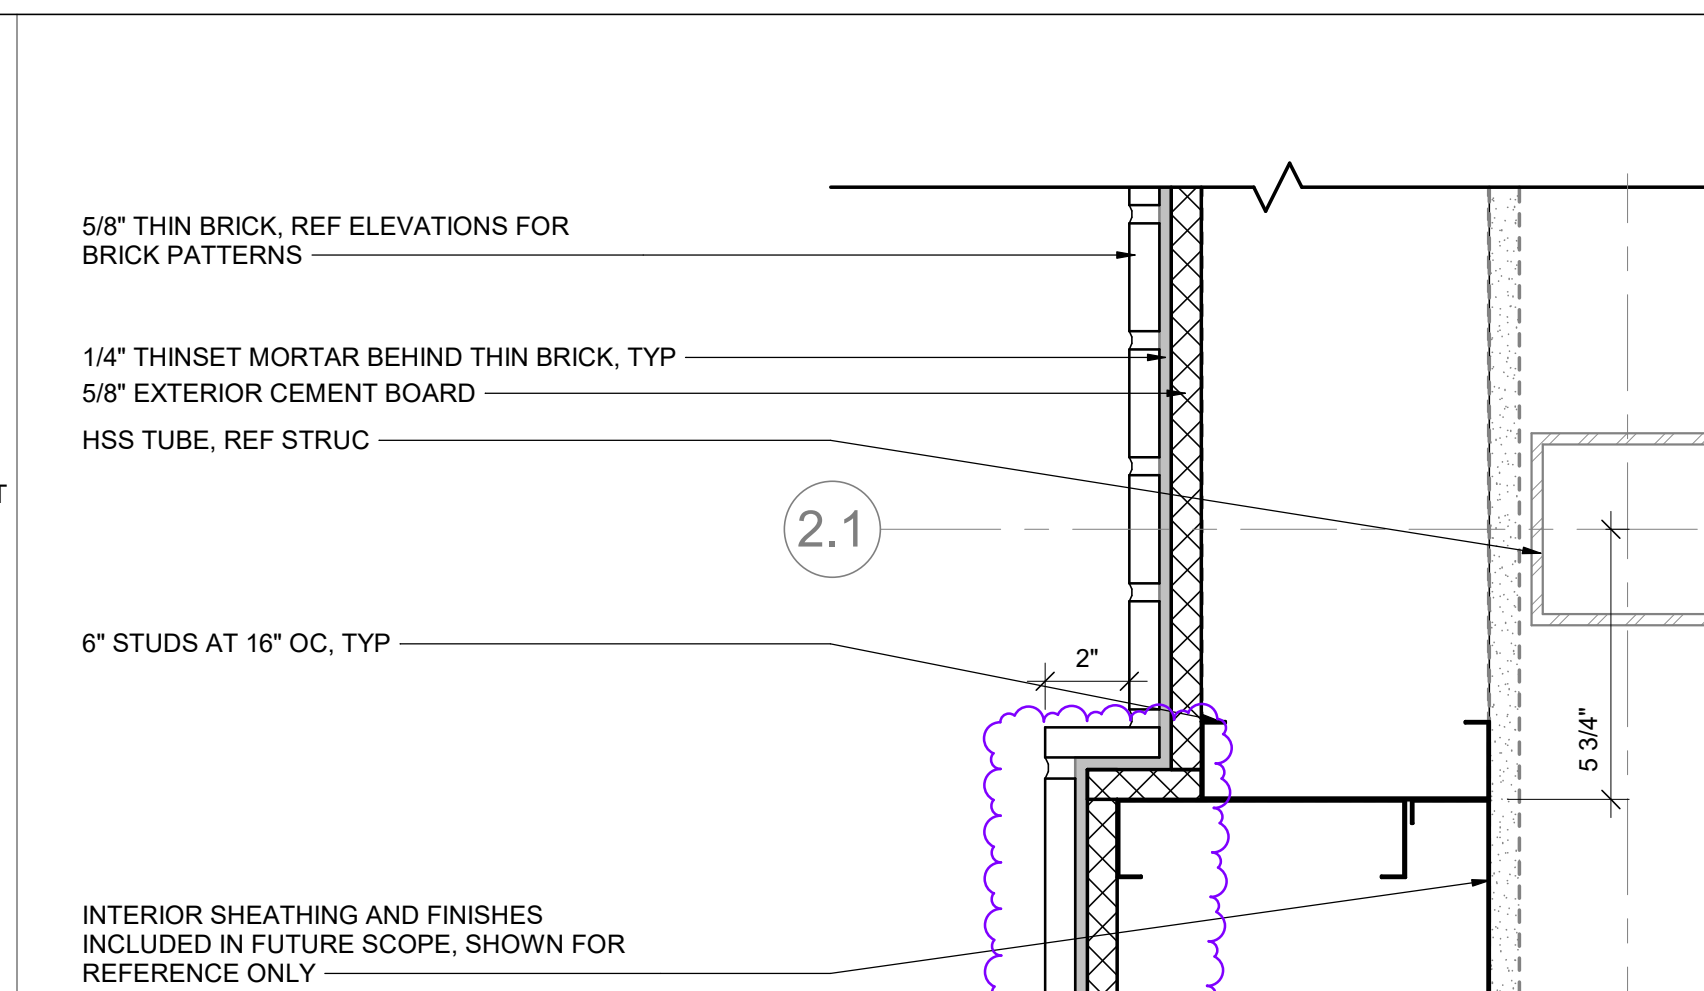 5/8" THIN BRICK, REF ELEVATIONS FOR
BRICK PATTERNS
1/4" THINSET MORTAR BEHIND THIN BRICK, TYP
5/8" EXTERIOR CEMENT BOARD
HSS TUBE, REF STRUC
T
2.1
6" STUDS AT 16" OC, TYP
2"
5 3/4"
INTERIOR SHEATHING AND FINISHES
INCLUDED IN FUTURE SCOPE, SHOWN FOR
REFERENCE ONLY